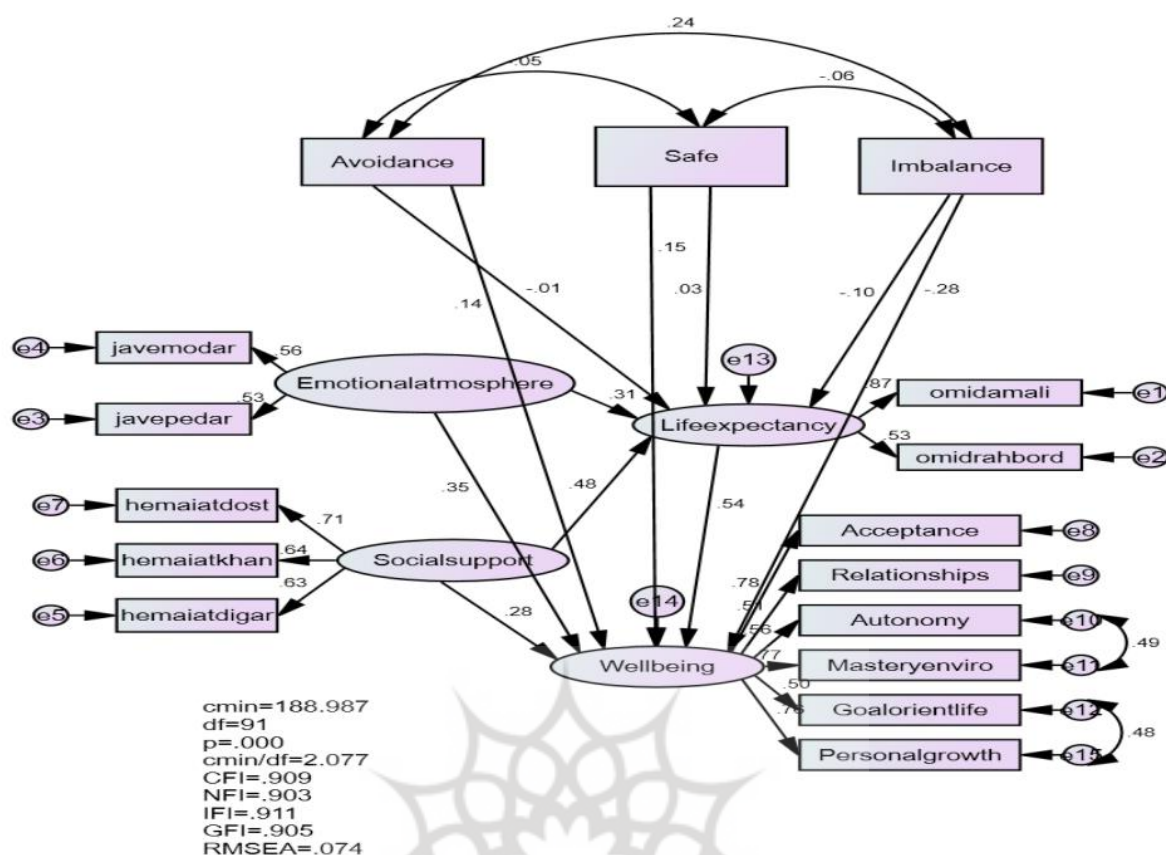 .24
-.05
-.06
Avoidance
Safe
Imbalance
.15
.03
-.01
.14
-.10
-.28
e4
javemodar
.56
Emotionalatmosphere
.31
e13
.87
omidamali
e1
e3
javepedar
.53
Lifeexpectancy
.53
omidrahbord
e2
.35
.48
.54
e7
hemaiatdost
.71
e6
hemaiatkhan
.64
Socialsupport
e5
hemaiatdigar
.63
.28
e14
Wellbeing
.78
Acceptance
e8
.51
Relationships
e9
.56
Autonomy
e10
.49
.77
Masteryenviro
e11
.50
Goalorientlife
e12
.48
.76
Personalgrowth
e15
cmin=188.987
df=91
p=.000
cmin/df=2.077
CFI=.909
NFI=.903
IFI=.911
GFI=.905
RMSEA=.074